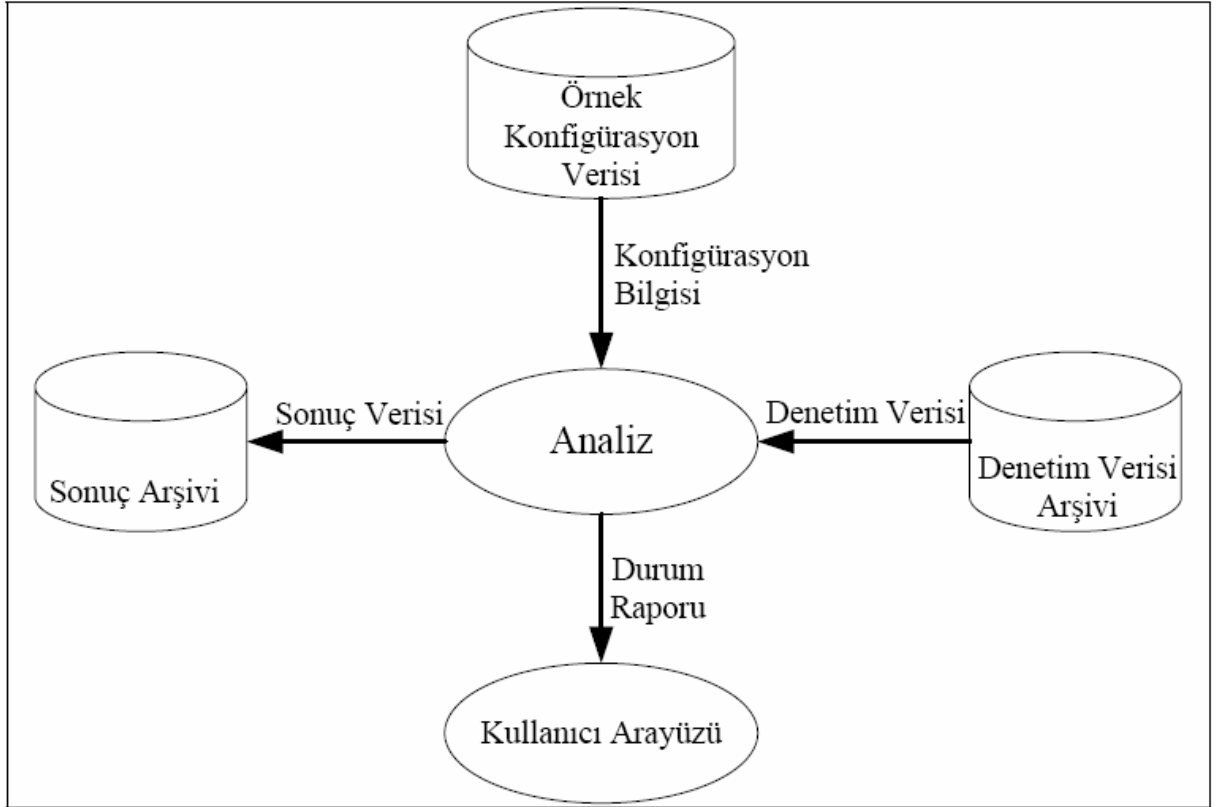 Örnek
Konfigürasyon
Verisi
Konfigürasyon
Bilgisi
Sonuç Verisi
Analiz
Denetim Verisi
Sonuç Arşivi
Denetim Verisi
Arşivi
Durum
Raporu
Kullanıcı Arayüzü